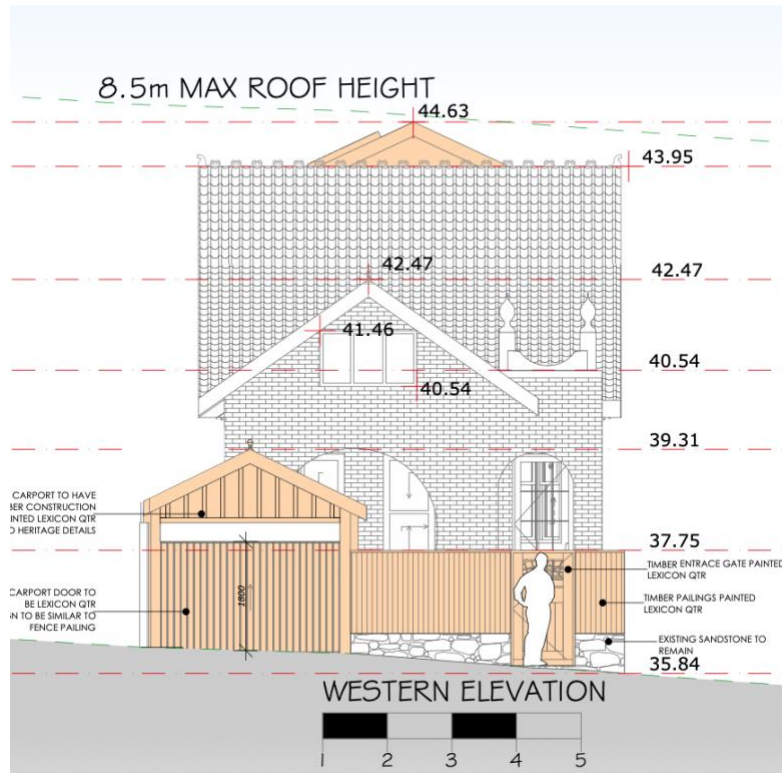 8.5m MAX ROOF HEIGHT
44.63
43.95
42.47
42.47
41.46
40.54
40.54
39.31
CARPORT TO HAVE
BER CONSTRUCTION
INTED LEXICON QTR
D HERITAGE DETAILS
37.75
TIMBER ENTRACE GATE PAINTED
LEXICON QTR
1800
CARPORT DOOR TO
BE LEXICON QTR
N TO BE SIMILAR TO
FENCE PAILING
TIMBER PAILINGS PAINTED
LEXICON QTR
EXISTING SANDSTONE TO
REMAIN
35.84
WESTERN ELEVATION
1 2 3 4 5